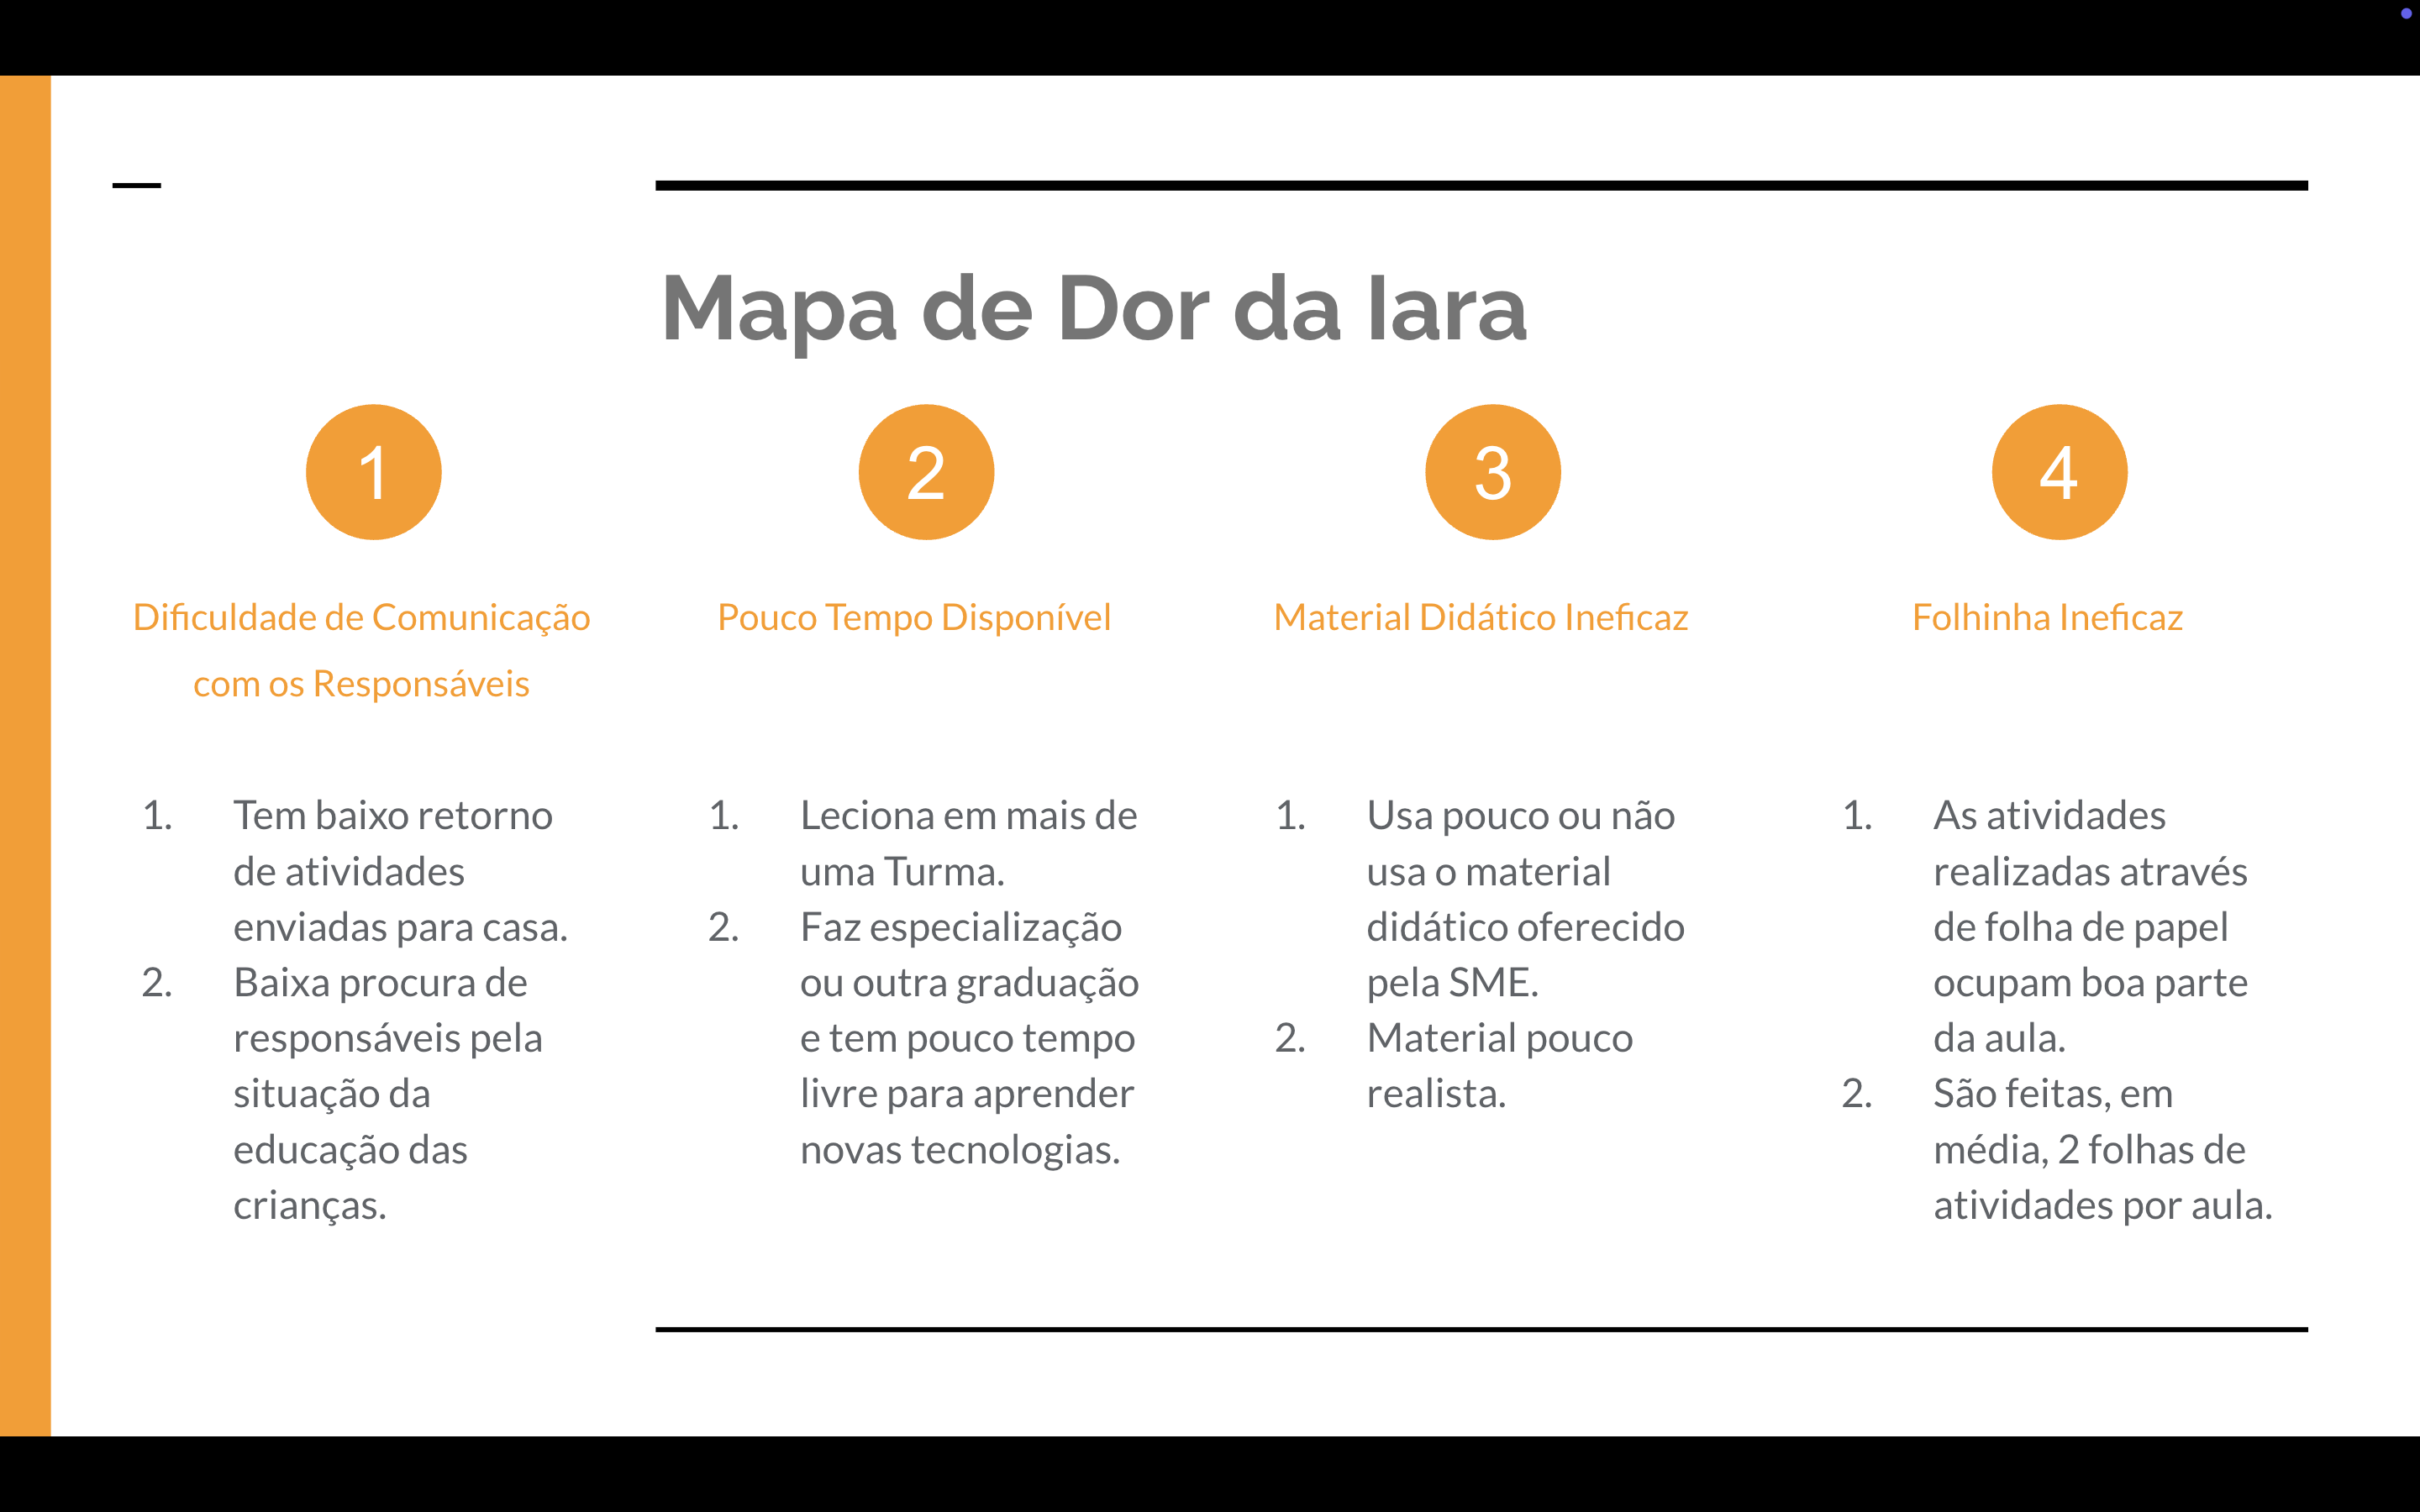 Mapa de Dor da Iara
1
Dificuldade de Comunicação
com os Responsáveis
1. Tem baixo retorno
de atividades
enviadas para casa.
2. Baixa procura de
responsáveis pela
situação da
educação das
crianças.
2
Pouco Tempo Disponível
1. Leciona em mais de
uma Turma.
2. Faz especialização
ou outra graduação
e tem pouco tempo
livre para aprender
novas tecnologias.
3
Material Didático Ineficaz
1. Usa pouco ou não
usa o material
didático oferecido
pela SME.
2. Material pouco
realista.
4
Folhinha Ineficaz
1. As atividades
realizadas através
de folha de papel
ocupam boa parte
da aula.
2. São feitas, em
média, 2 folhas de
atividades por aula.